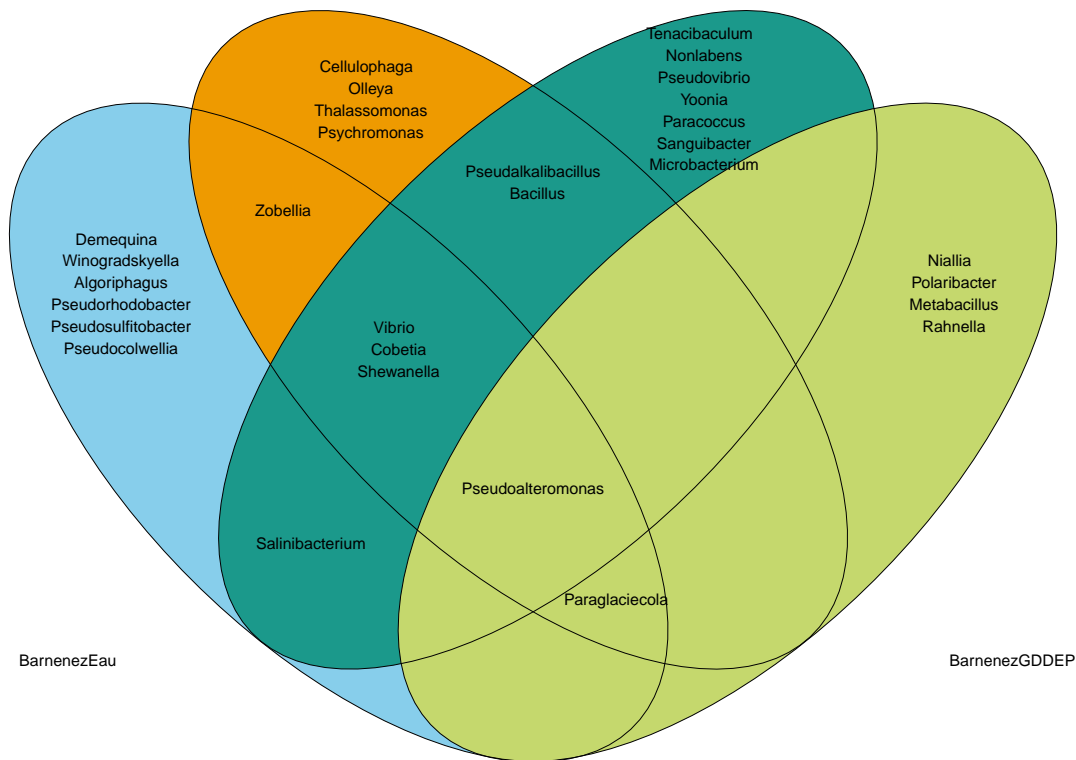 Cellulophaga
Olleya
Thalassomonas
Psychromonas
Tenacibaculum
Nonlabens
Pseudovibrio
Yoonia
Paracoccus
Sanguibacter
Microbacterium
Pseudalkalibacillus
Bacillus
Zobellia
Demequina
Winogradskyella
Algoriphagus
Pseudorhodobacter
Pseudosulfitobacter
Pseudocolwellia
Vibrio
Cobetia
Shewanella
Niallia
Polaribacter
Metabacillus
Rahnella
Pseudoalteromonas
Salinibacterium
Paraglaciecola
BarnenezEau
BarnenezGDDEP